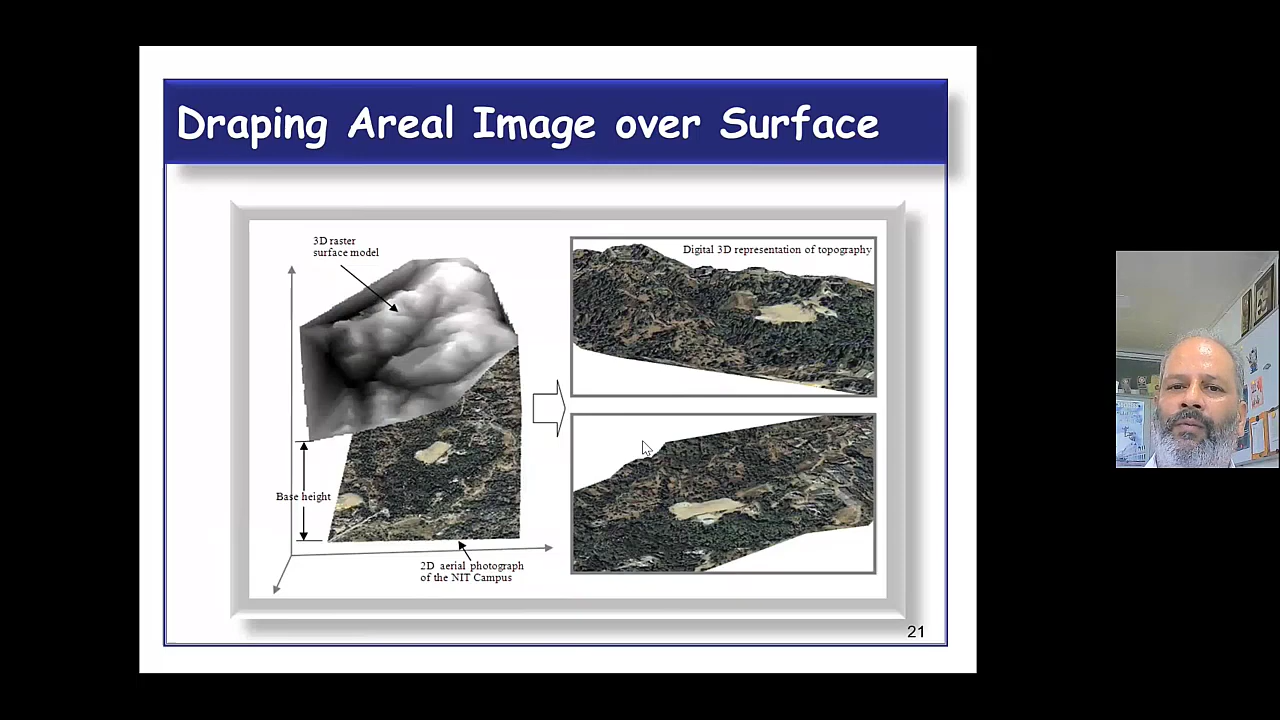 Draping Areal Image over Surface
3D raster
surface model
Digital 3D representation of topography
Base height
2D aerial photograph
of the NIT Campus
21